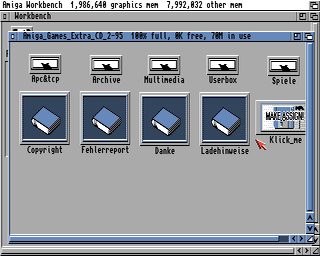 Amiga Workbench 1,986,640 graphics mem 7,992,032 other mem
Workbench
Amiga_Games_Extra_CD_2-95 100% full, 0K free, 70M in use
Apc&tcp Archive Multimedia Userbox Spiele
MAKE ASSIGN!
Copyright Fehlerreport Danke Ladehinweise Klick_me